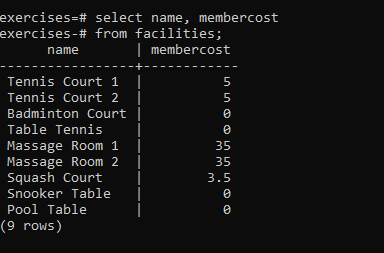 exercises=# select name, membercost
exercises-# from facilities;
      name       | membercost
-----------------+------------
 Tennis Court 1  |          5
 Tennis Court 2  |          5
 Badminton Court |          0
 Table Tennis    |          0
 Massage Room 1  |         35
 Massage Room 2  |         35
 Squash Court    |        3.5
 Snooker Table   |          0
 Pool Table      |          0
(9 rows)